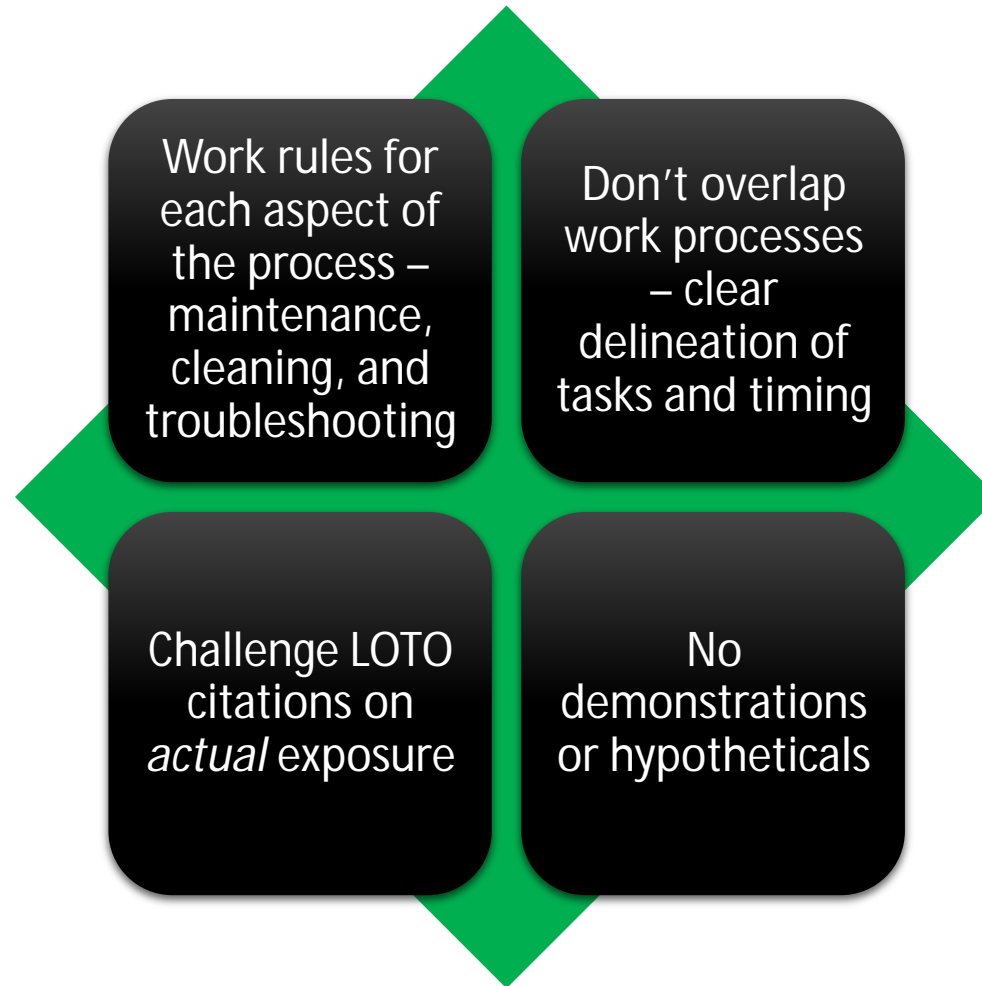 Work rules for
each aspect of
the process –
maintenance,
cleaning, and
troubleshooting
Don’t overlap
work processes
– clear
delineation of
tasks and timing
Challenge LOTO
citations on
actual exposure
No
demonstrations
or hypotheticals